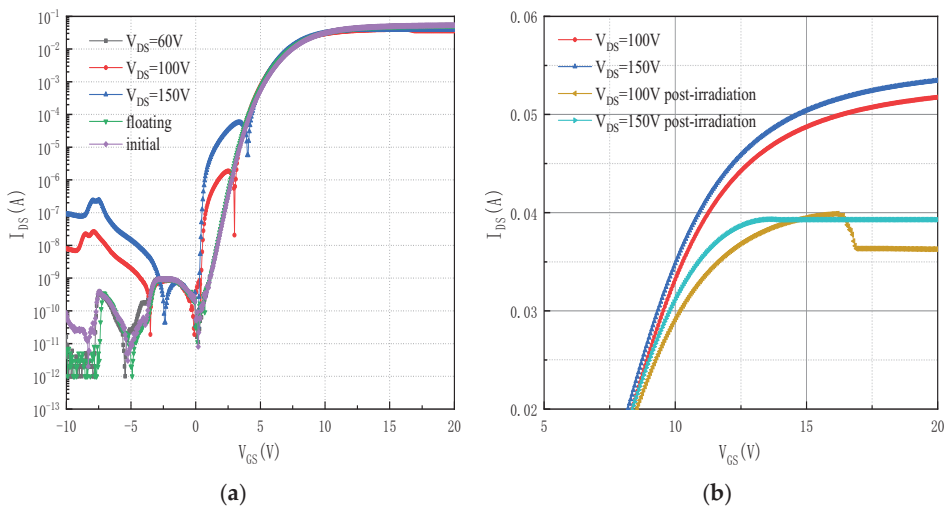 10^-1
10^-2
10^-3
10^-4
10^-5
10^-6
10^-7
10^-8
10^-9
10^-10
10^-11
10^-12
10^-13
I_DS(A)
V_DS=60V
V_DS=100V
V_DS=150V
floating
initial
-10 -5 0 5 10 15 20
V_GS(V)
(a)
0.06
0.05
0.04
0.03
0.02
I_DS(A)
V_DS=100V
V_DS=150V
V_DS=100V post-irradiation
V_DS=150V post-irradiation
5 10 15 20
V_GS(V)
(b)